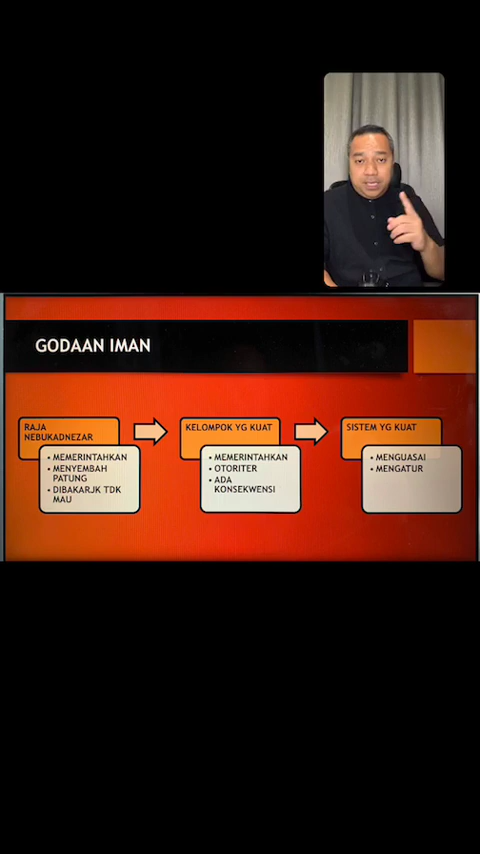 GODAAN IMAN
RAJA
NEBUKADNEZAR
• MEMERINTAHKAN
• MENYEMBAH
PATUNG
• DIBAKARJK TDK
MAU
KELOMPOK YG KUAT
• MEMERINTAHKAN
• OTORITER
• ADA
KONSEKWENSI
SISTEM YG KUAT
• MENGUASAI
• MENGATUR